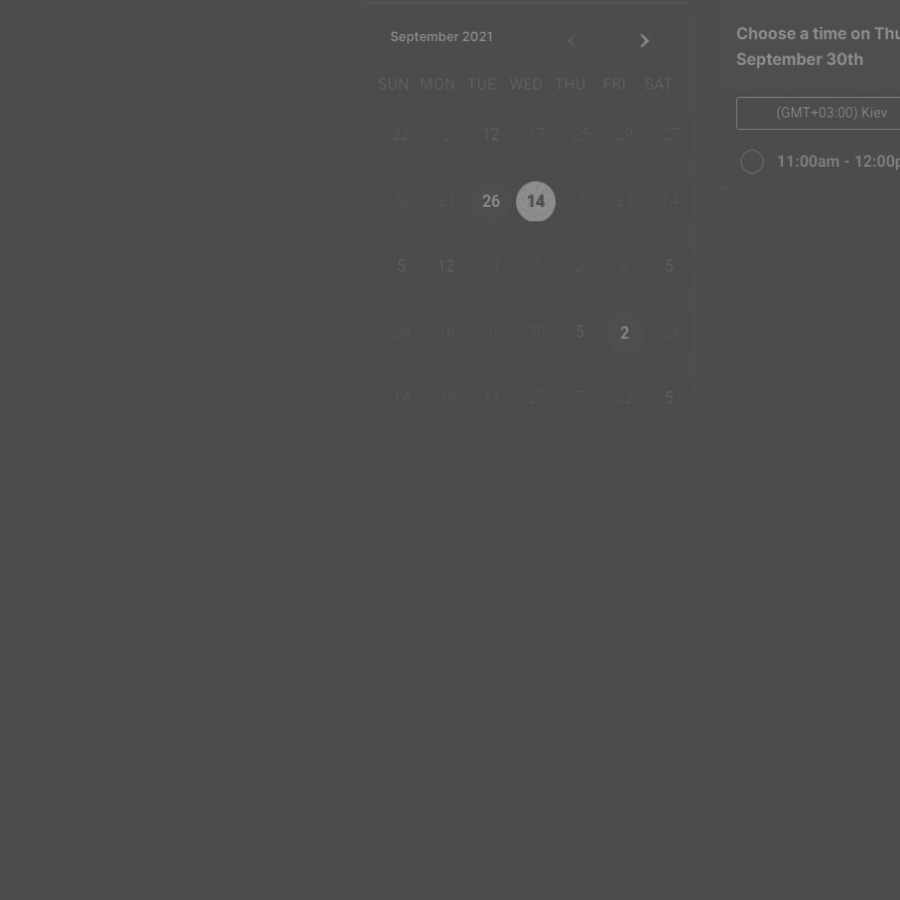 September 2021
SUN MON TUE WED THU FRI SAT
22 2 12 17 25 29 27
30 21 26 14 3 23 14
5 12 11 7 20 8 5
24 16 1 30 5 2 24
14 18 11 27 7 22 5
Choose a time on Thu
September 30th
(GMT+03:00) Kiev
11:00am - 12:00p